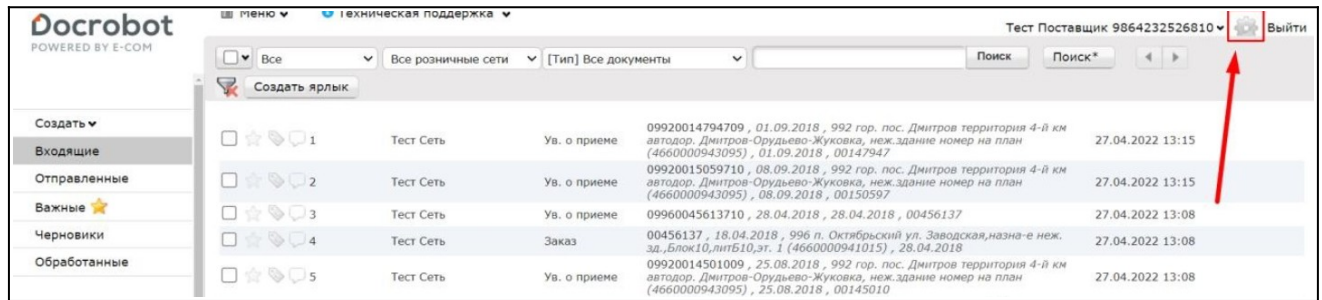 Docrobot
POWERED BY E-COM
Меню
Техническая поддержка
Тест Поставщик 9864232526810
Выйти
Все
Все розничные сети
[Тип] Все документы
Поиск
Поиск*
Создать ярлык
Создать
Входящие
Отправленные
Важные
Черновики
Обработанные
1 Тест Сеть Ув. о приеме 09920014794709 , 01.09.2018 , 992 гор. пос. Дмитров территория 4-й км
автодор. Дмитров-Орудьево-Жуковка, неж.здание номер на план
(4660000943095) , 01.09.2018 , 00147947 27.04.2022 13:15
2 Тест Сеть Ув. о приеме 09920015059710 , 08.09.2018 , 992 гор. пос. Дмитров территория 4-й км
автодор. Дмитров-Орудьево-Жуковка, неж.здание номер на план
(4660000943095) , 08.09.2018 , 00150597 27.04.2022 13:15
3 Тест Сеть Ув. о приеме 09960045613710 , 28.04.2018 , 28.04.2018 , 00456137 27.04.2022 13:08
4 Тест Сеть Заказ 00456137 , 18.04.2018 , 996 п. Октябрьский ул. Заводская,назна-е неж.
зд.,Блок10,литБ10,эт. 1 (4660000941015) , 28.04.2018 27.04.2022 13:08
5 Тест Сеть Ув. о приеме 09920014501009 , 25.08.2018 , 992 гор. пос. Дмитров территория 4-й км
автодор. Дмитров-Орудьево-Жуковка, неж.здание номер на план
(4660000943095) , 25.08.2018 , 00145010 27.04.2022 13:08